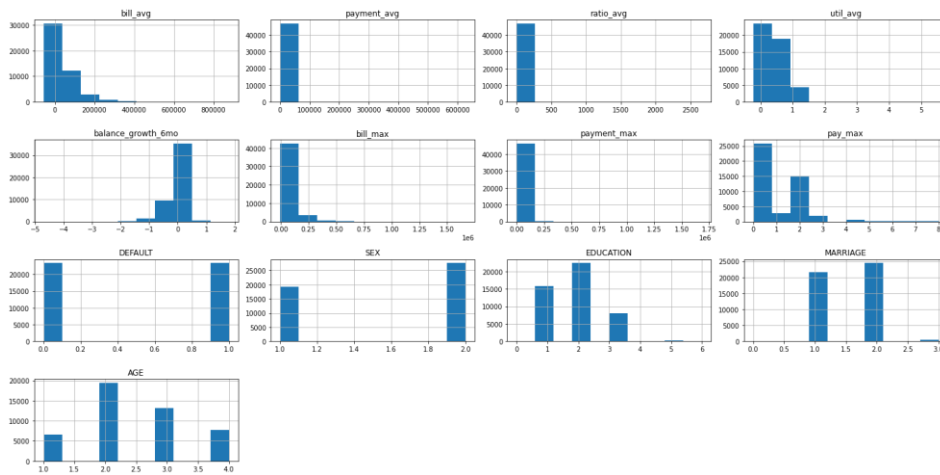 bill_avg payment_avg ratio_avg util_avg
30000 40000 40000 20000
20000 30000 30000 15000
10000 20000 20000 10000
0 10000 10000 5000
0 0 0
0 200000 400000 600000 800000 0 100000 200000 300000 400000 500000 600000 0 500 1000 1500 2000 2500 0 1 2 3 4 5
balance_growth_6mo bill_max payment_max pay_max
30000 40000 40000 25000
20000 30000 30000 20000
10000 20000 20000 15000
0 10000 10000 10000
0 0 5000
0
-5 -4 -3 -2 -1 0 1 2 0.00 0.25 0.50 0.75 1.00 1.25 1.50 1.75 0.00 0.25 0.50 0.75 1.00 1.25 1.50 1.75 0 1 2 3 4 5 6 7 8
1e6 1e6
DEFAULT SEX EDUCATION MARRIAGE
20000 25000 20000 25000
15000 20000 15000 20000
10000 15000 10000 15000
5000 10000 5000 10000
0 5000 0 5000
0 0
0.0 0.2 0.4 0.6 0.8 1.0 1.0 1.2 1.4 1.6 1.8 2.0 0 1 2 3 4 5 6 0.0 0.5 1.0 1.5 2.0 2.5 3.0
AGE
20000
15000
10000
5000
0
1.0 1.5 2.0 2.5 3.0 3.5 4.0